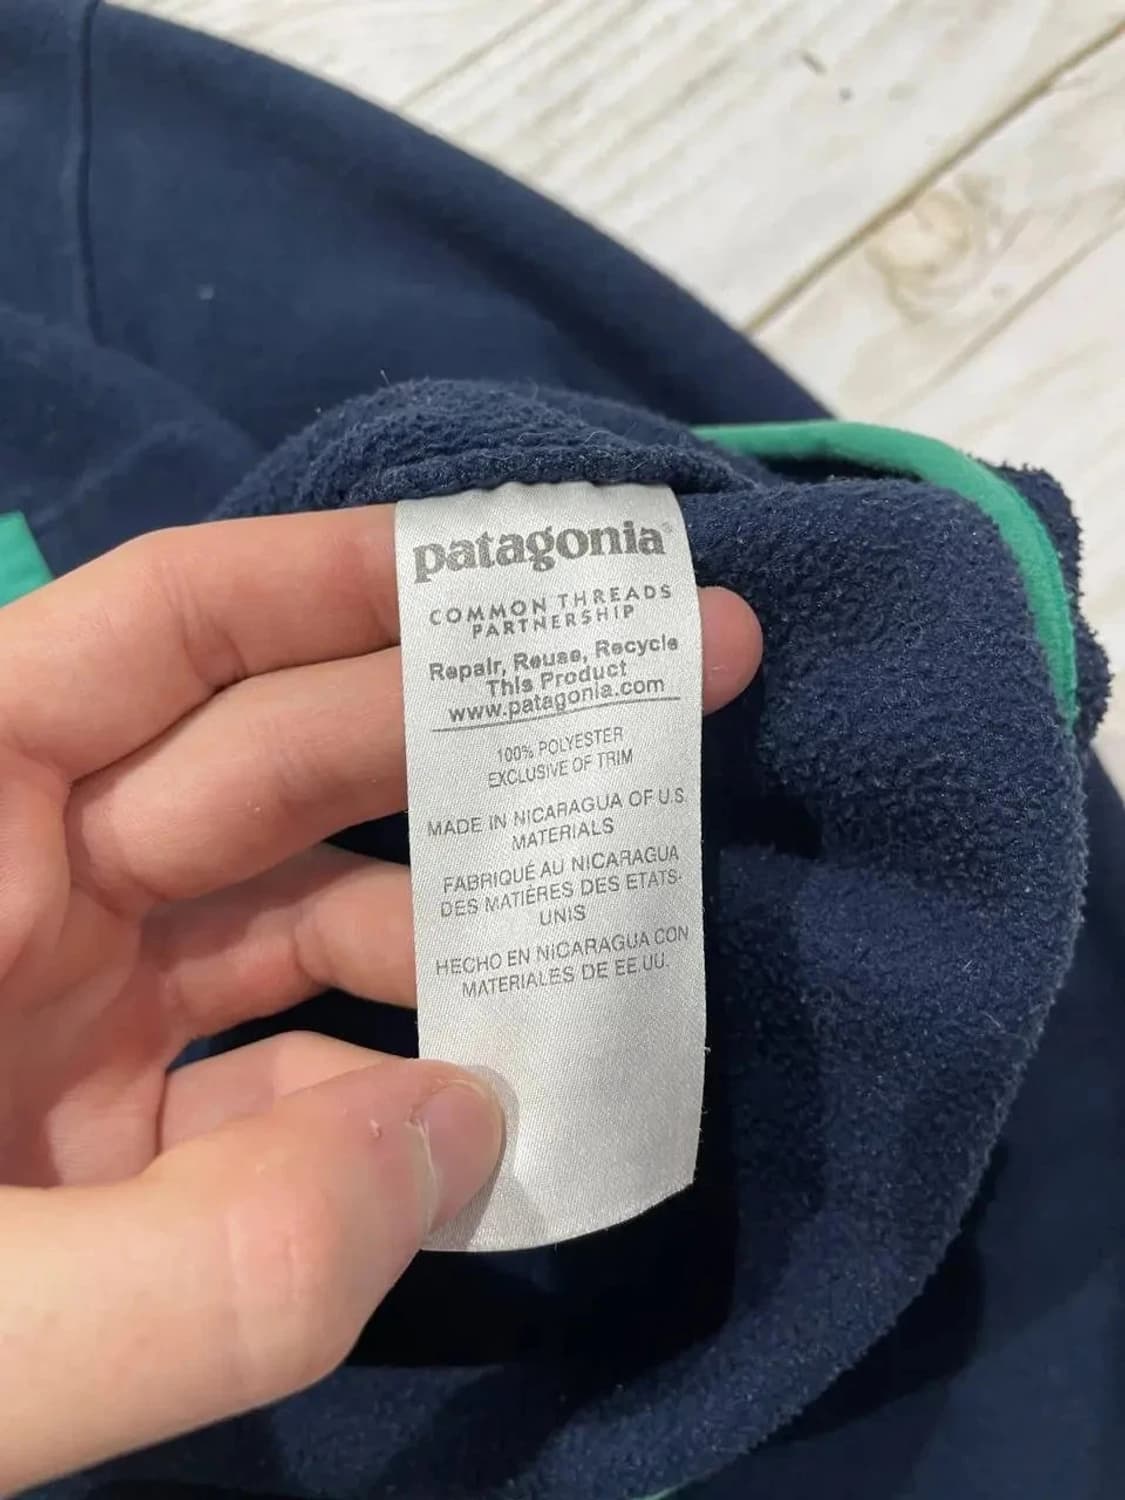 patagonia®
COMMON THREADS
PARTNERSHIP
Repair, Reuse, Recycle
This Product
www.patagonia.com
100% POLYESTER
EXCLUSIVE OF TRIM
MADE IN NICARAGUA OF U.S.
MATERIALS
FABRIQUÉ AU NICARAGUA
DES MATIÈRES DES ETATS-
UNIS
HECHO EN NICARAGUA CON
MATERIALES DE EE.UU.